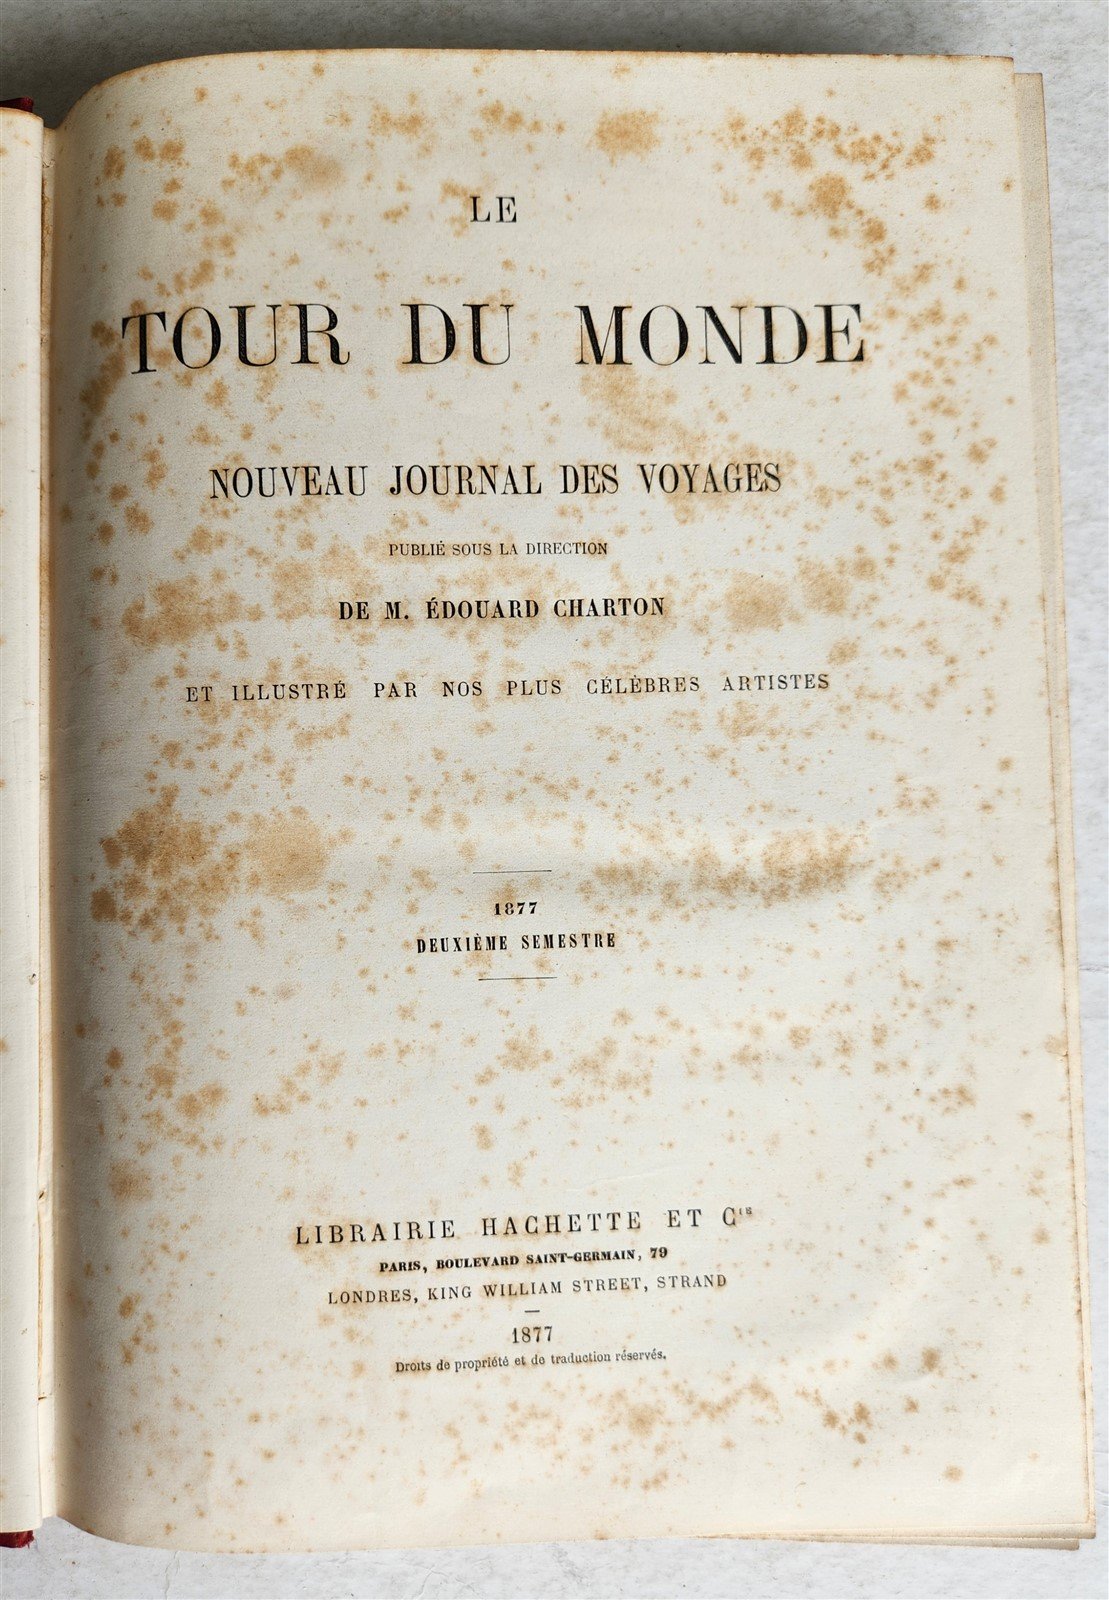 LE
TOUR DU MONDE
NOUVEAU JOURNAL DES VOYAGES
PUBLIÉ SOUS LA DIRECTION
DE M. ÉDOUARD CHARTON
ET ILLUSTRÉ PAR NOS PLUS CÉLÈBRES ARTISTES
1877
DEUXIÈME SEMESTRE
LIBRAIRIE HACHETTE ET Cⁱᵉ
PARIS, BOULEVARD SAINT-GERMAIN, 79
LONDRES, KING WILLIAM STREET, STRAND
1877
Droits de propriété et de traduction réservés.